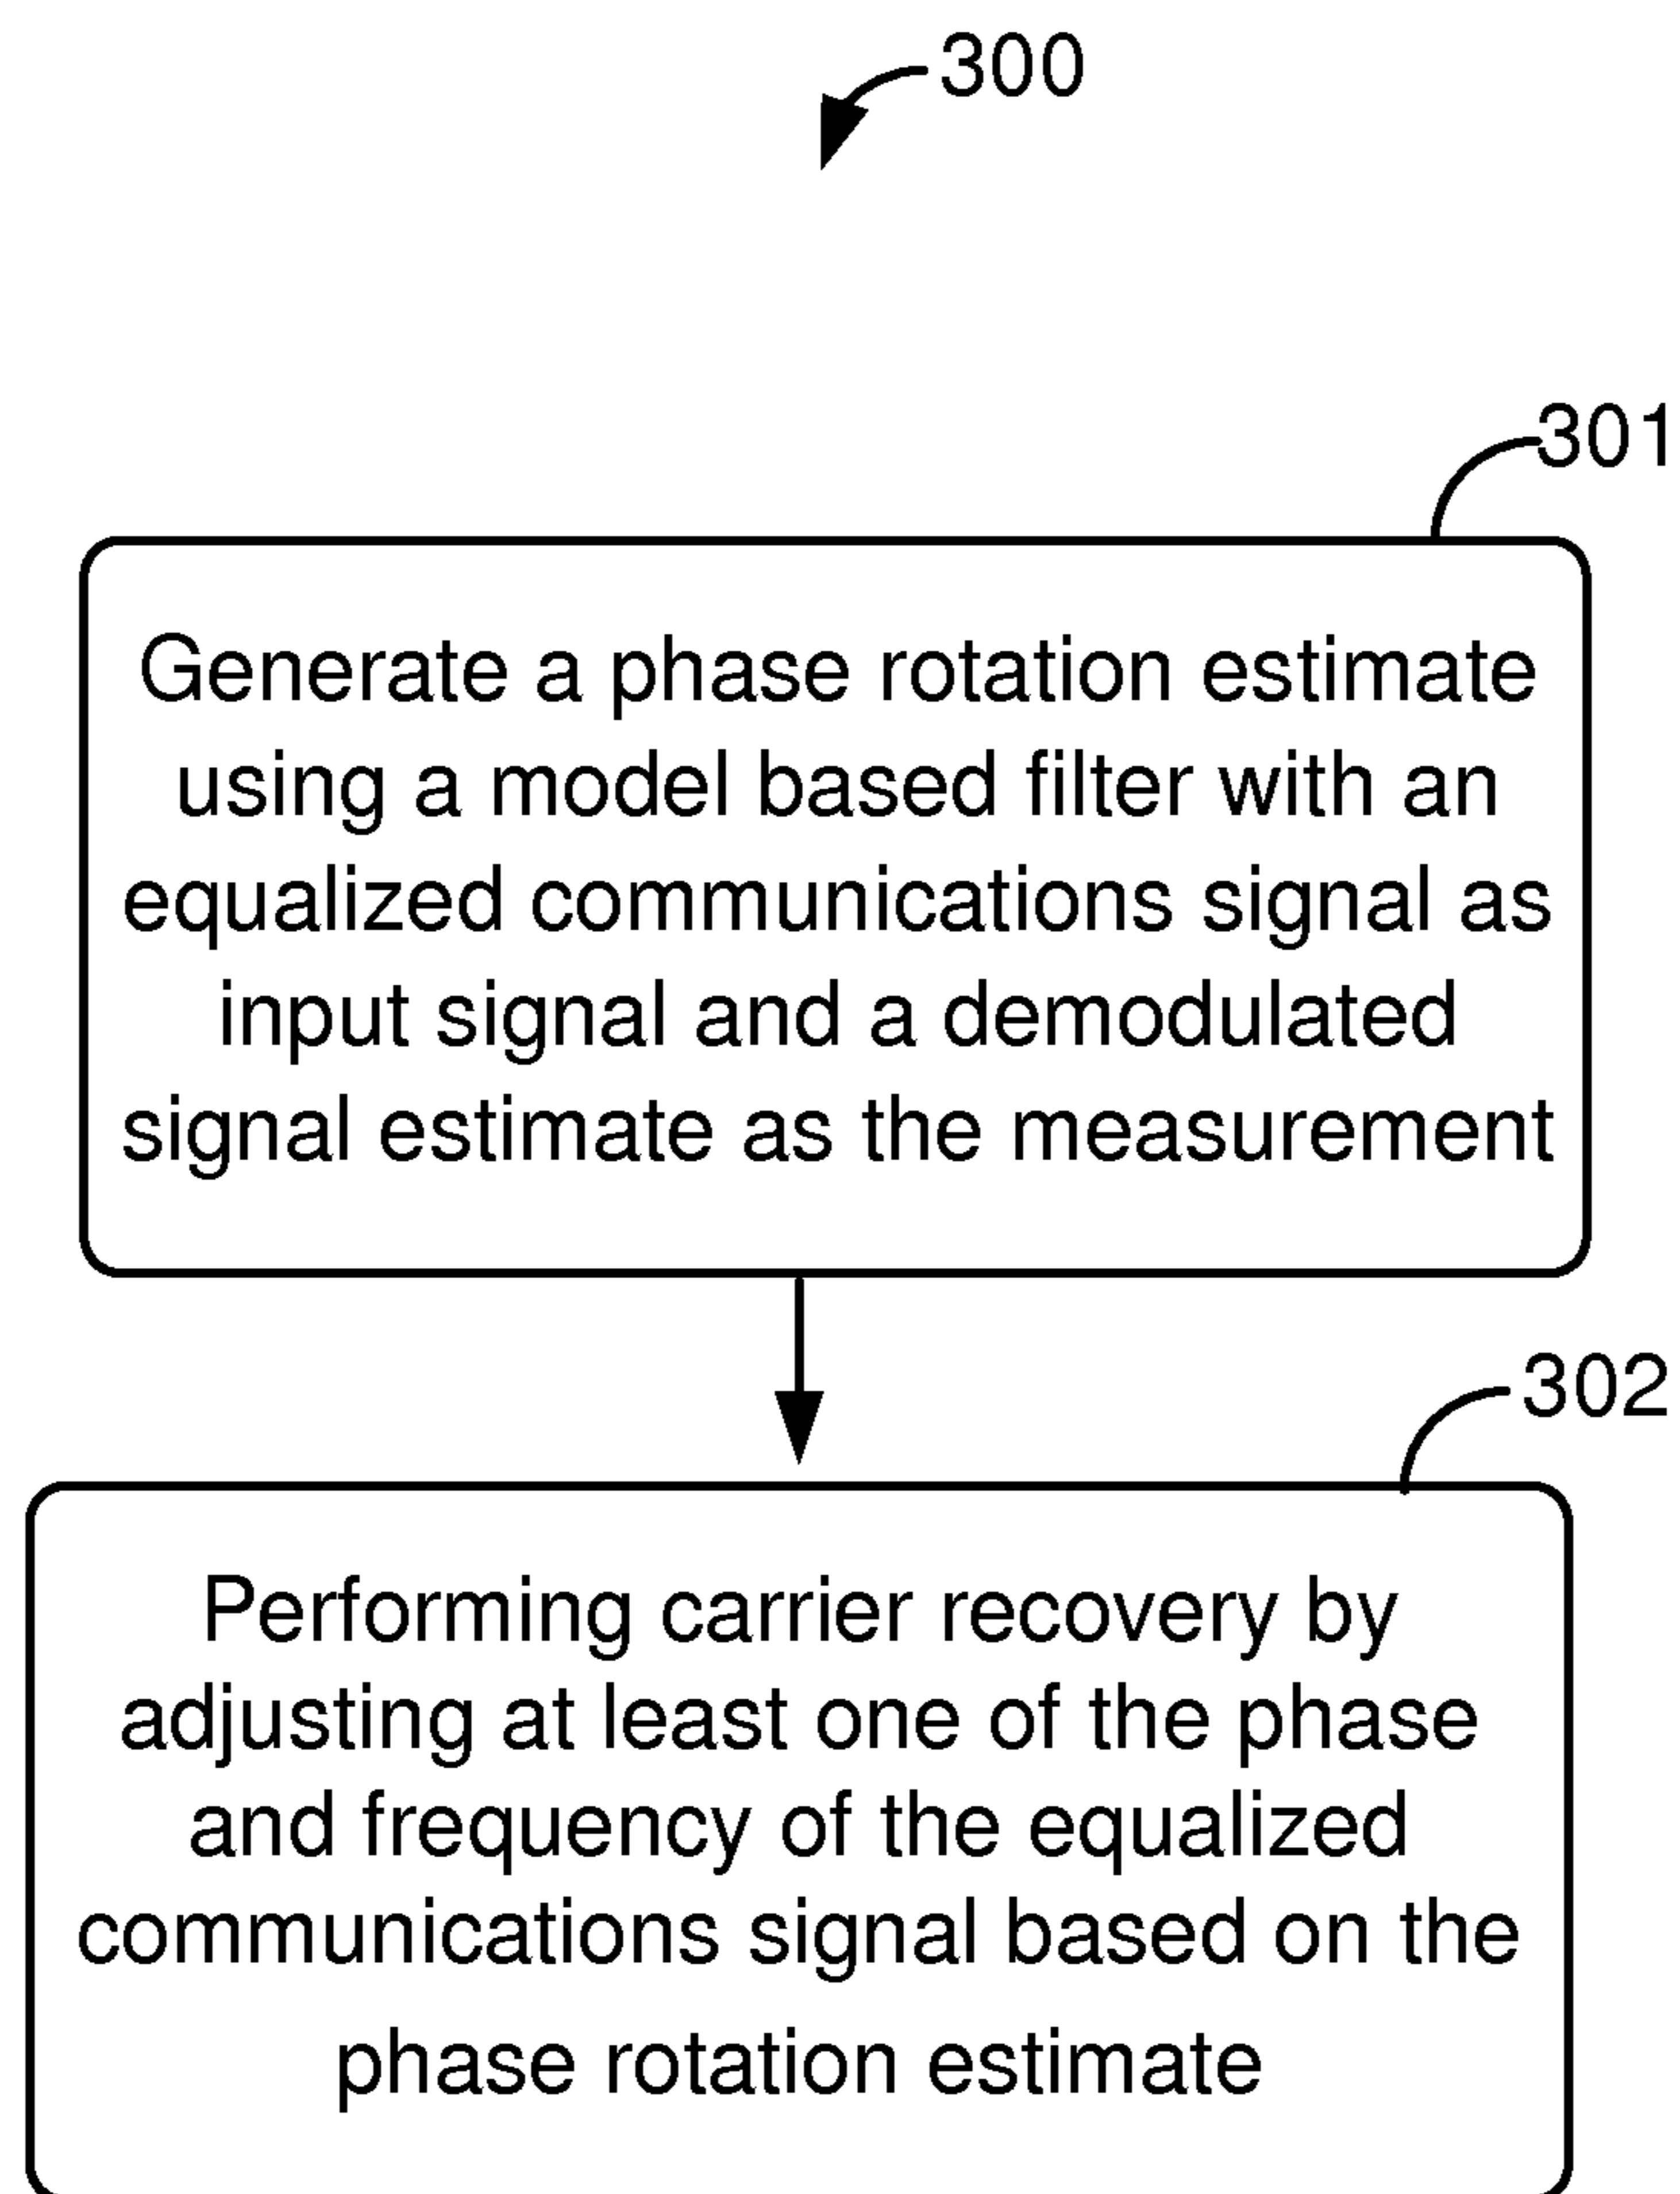 300
301
Generate a phase rotation estimate
using a model based filter with an
equalized communications signal as
input signal and a demodulated
signal estimate as the measurement
302
Performing carrier recovery by
adjusting at least one of the phase
and frequency of the equalized
communications signal based on the
phase rotation estimate